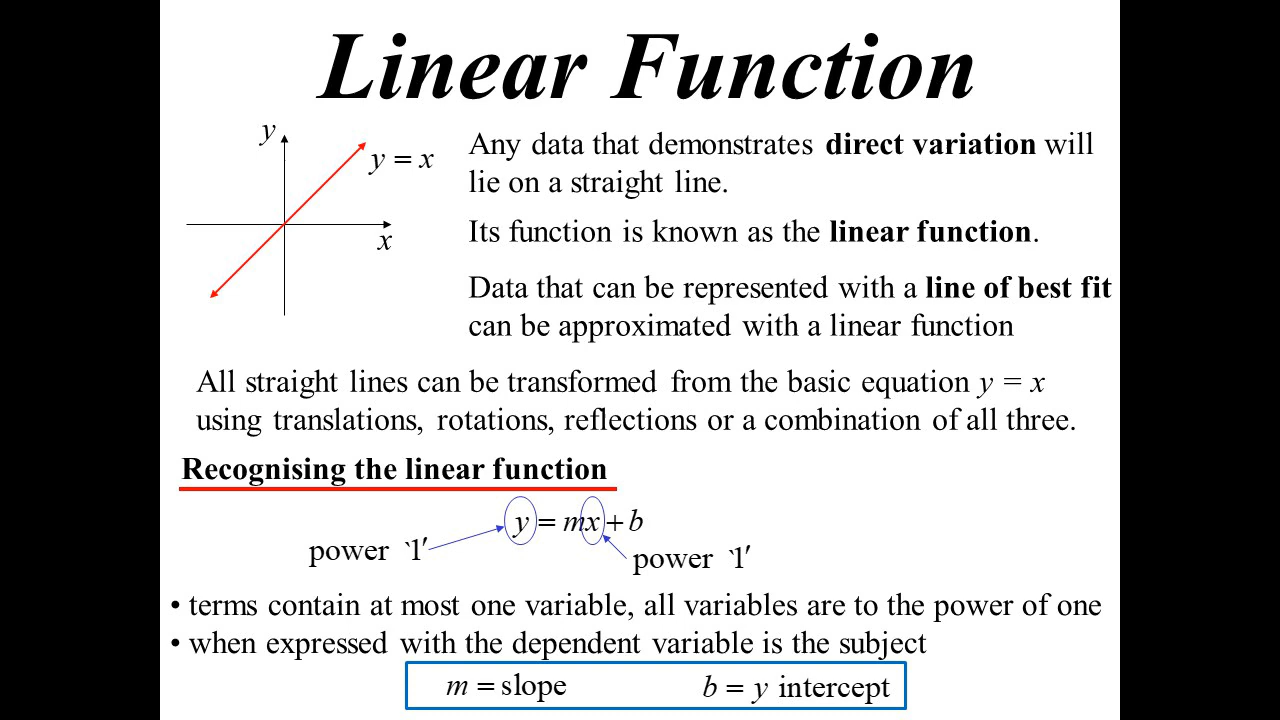 Linear Function
y
y = x
x
Any data that demonstrates direct variation will
lie on a straight line.
Its function is known as the linear function.
Data that can be represented with a line of best fit
can be approximated with a linear function
All straight lines can be transformed from the basic equation y = x
using translations, rotations, reflections or a combination of all three.
Recognising the linear function
y = mx + b
power `1′
power `1′
• terms contain at most one variable, all variables are to the power of one
• when expressed with the dependent variable is the subject
m = slope b = y intercept